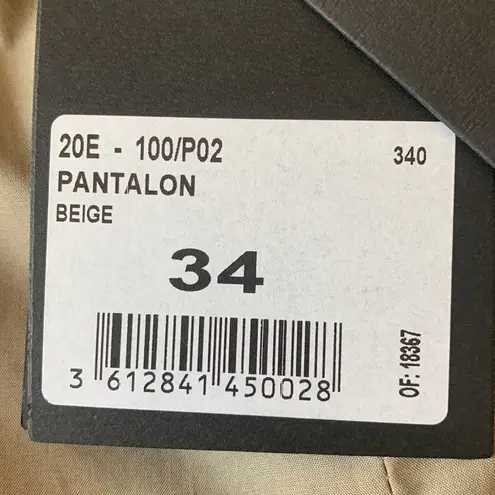 20E - 100/P02 340
PANTALON
BEIGE
34
3 612841 450028
OF: 18367